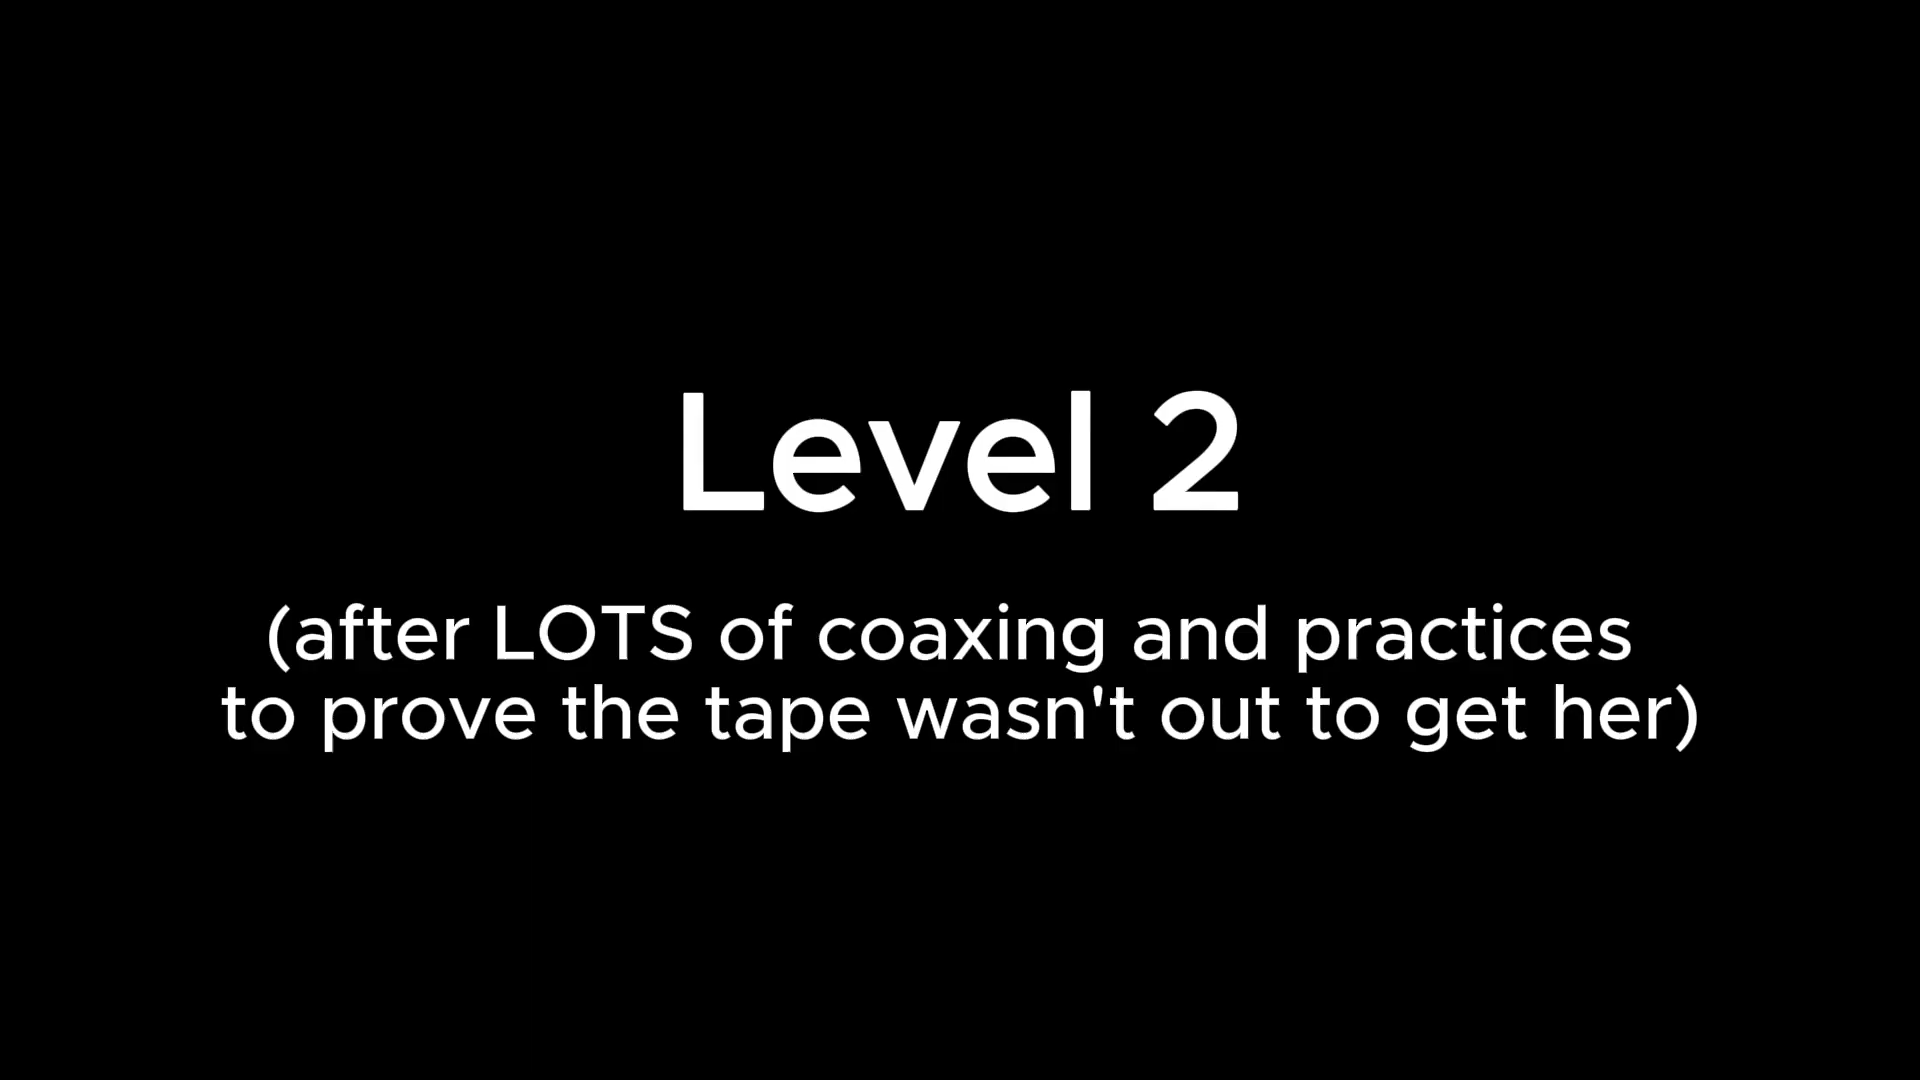 Level 2
(after LOTS of coaxing and practices
to prove the tape wasn't out to get her)